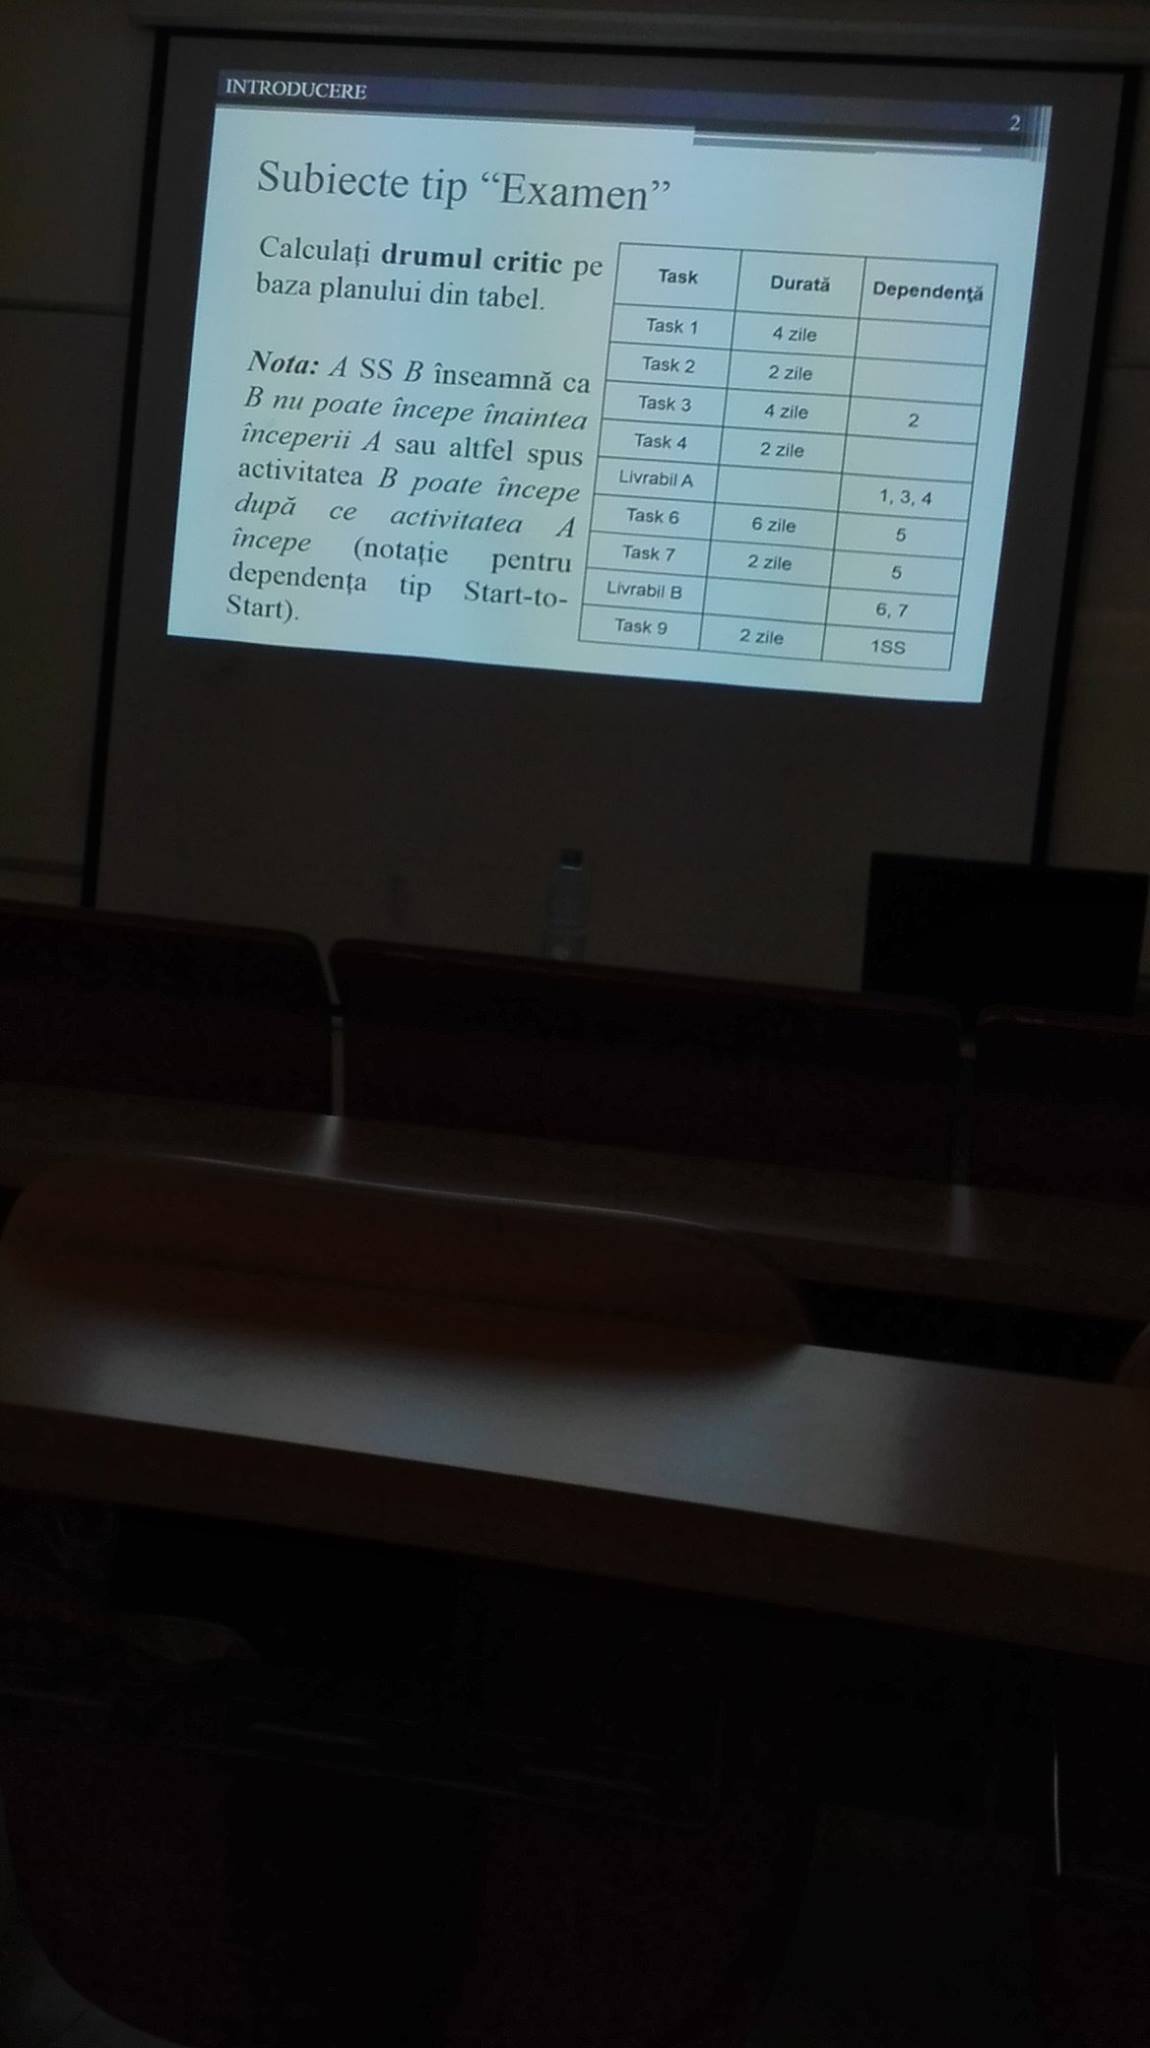 INTRODUCERE
2
Subiecte tip “Examen”
Calculați drumul critic pe
baza planului din tabel.
Nota: A SS B înseamnă ca
B nu poate începe înaintea
începerii A sau altfel spus
activitatea B poate începe
după ce activitatea A
începe (notație pentru
dependența tip Start-to-
Start).
Task Durată Dependență
Task 1 4 zile
Task 2 2 zile
Task 3 4 zile 2
Task 4 2 zile
Livrabil A 1, 3, 4
Task 6 6 zile 5
Task 7 2 zile 5
Livrabil B 6, 7
Task 9 2 zile 1SS